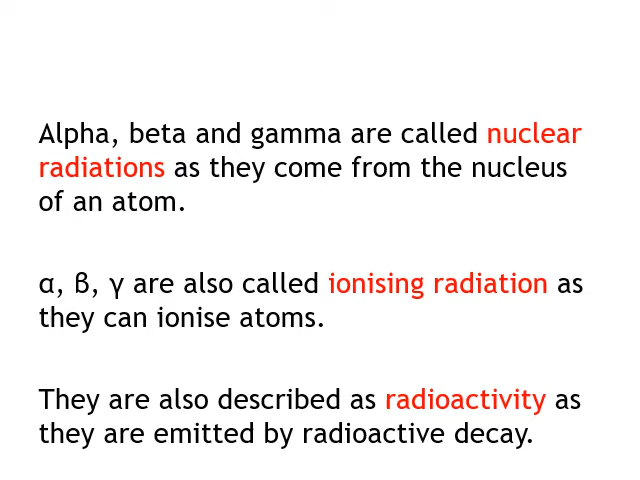 Alpha, beta and gamma are called nuclear
radiations as they come from the nucleus
of an atom.
α, β, γ are also called ionising radiation as
they can ionise atoms.
They are also described as radioactivity as
they are emitted by radioactive decay.